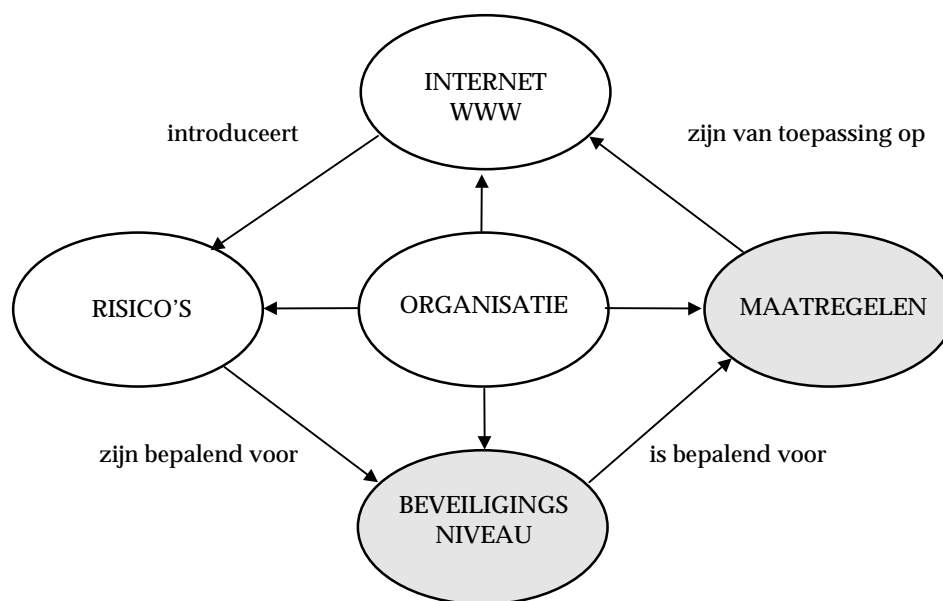 INTERNET
WWW
introduceert
zijn van toepassing op
RISICO'S
ORGANISATIE
MAATREGELEN
zijn bepalend voor
is bepalend voor
BEVEILIGINGS
NIVEAU